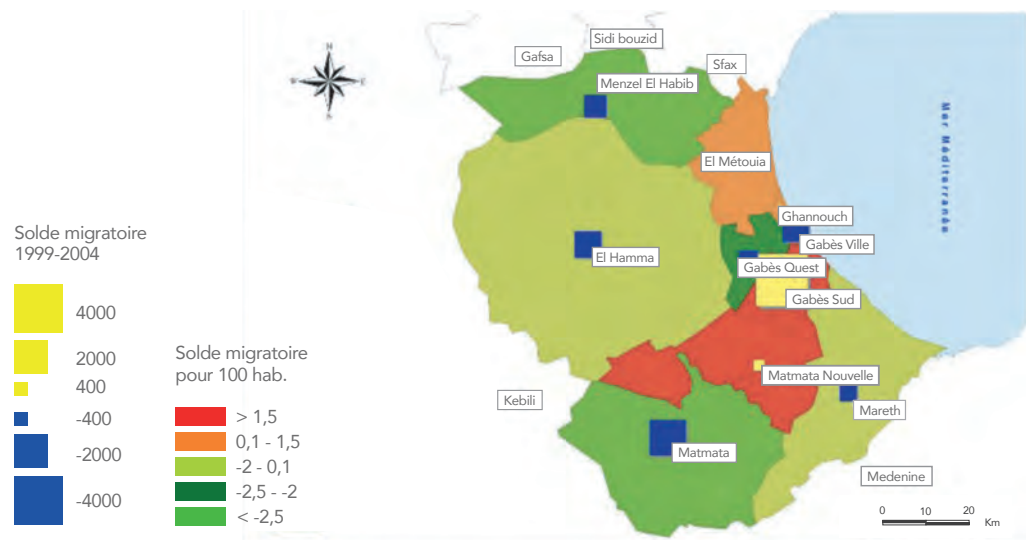 Sidi bouzid
Gafsa
Sfax
Menzel El Habib
N
El Métouia
Mer Méditerranée
Ghannouch
Gabès Ville
El Hamma
Gabès Quest
Gabès Sud
Matmata Nouvelle
Kebili
Mareth
Matmata
Medenine
0 10 20
Km
Solde migratoire
1999-2004
4000
2000
400
-400
-2000
-4000
Solde migratoire
pour 100 hab.
> 1,5
0,1 - 1,5
-2 - 0,1
-2,5 - -2
< -2,5